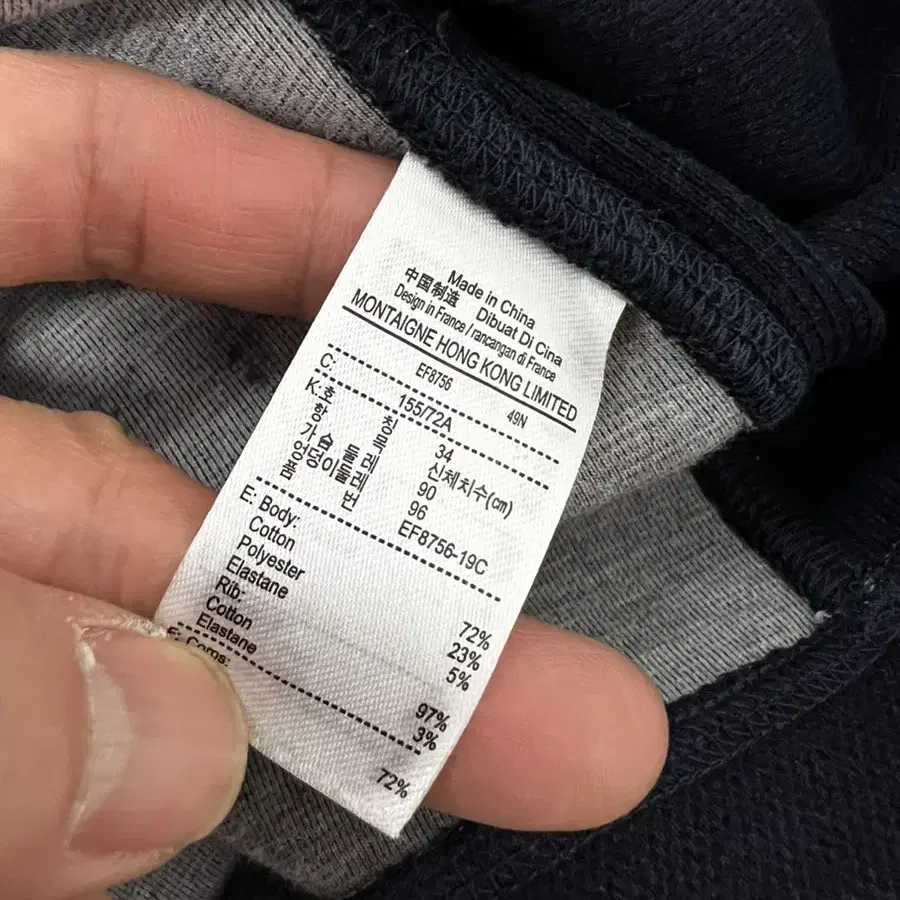 Made in China
中国制造 Dibuat Di Cina
Design in France / rancangan di France
MONTAIGNE HONG KONG LIMITED
EF8756 49N
C: 155/72A
K: 호 칭 34
항 목 신체치수(cm)
가 슴 둘 레 90
엉덩이둘레 96
품 번 EF8756-19C
E: Body:
Cotton 72%
Polyester 23%
Elastane 5%
Rib:
Cotton 97%
Elastane 3%
F: Corps:
72%